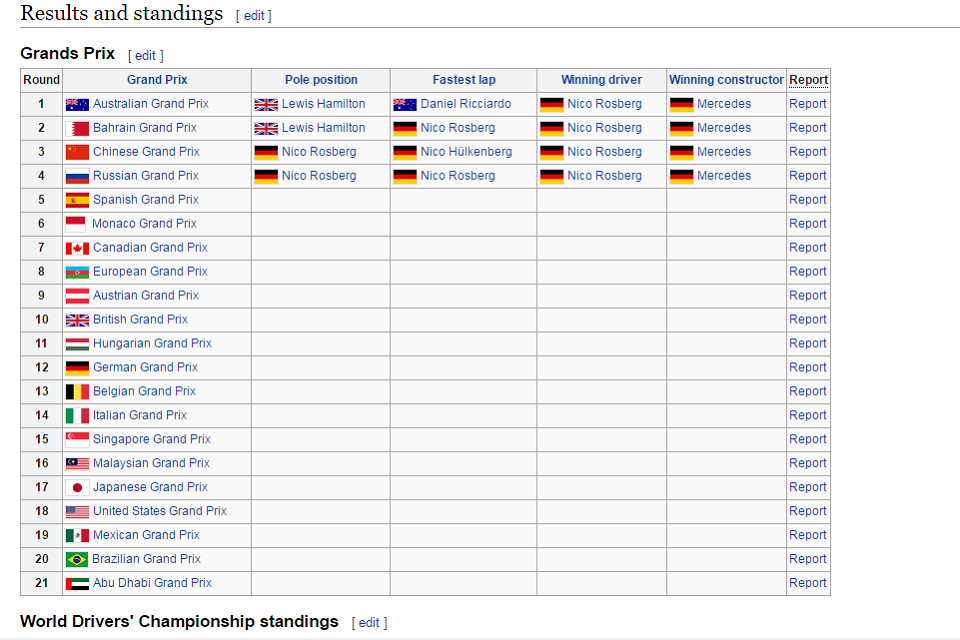 Results and standings [ edit ]
Grands Prix [ edit ]
Round Grand Prix Pole position Fastest lap Winning driver Winning constructor Report
1 Australian Grand Prix Lewis Hamilton Daniel Ricciardo Nico Rosberg Mercedes Report
2 Bahrain Grand Prix Lewis Hamilton Nico Rosberg Nico Rosberg Mercedes Report
3 Chinese Grand Prix Nico Rosberg Nico Hülkenberg Nico Rosberg Mercedes Report
4 Russian Grand Prix Nico Rosberg Nico Rosberg Nico Rosberg Mercedes Report
5 Spanish Grand Prix Report
6 Monaco Grand Prix Report
7 Canadian Grand Prix Report
8 European Grand Prix Report
9 Austrian Grand Prix Report
10 British Grand Prix Report
11 Hungarian Grand Prix Report
12 German Grand Prix Report
13 Belgian Grand Prix Report
14 Italian Grand Prix Report
15 Singapore Grand Prix Report
16 Malaysian Grand Prix Report
17 Japanese Grand Prix Report
18 United States Grand Prix Report
19 Mexican Grand Prix Report
20 Brazilian Grand Prix Report
21 Abu Dhabi Grand Prix Report
World Drivers' Championship standings [ edit ]